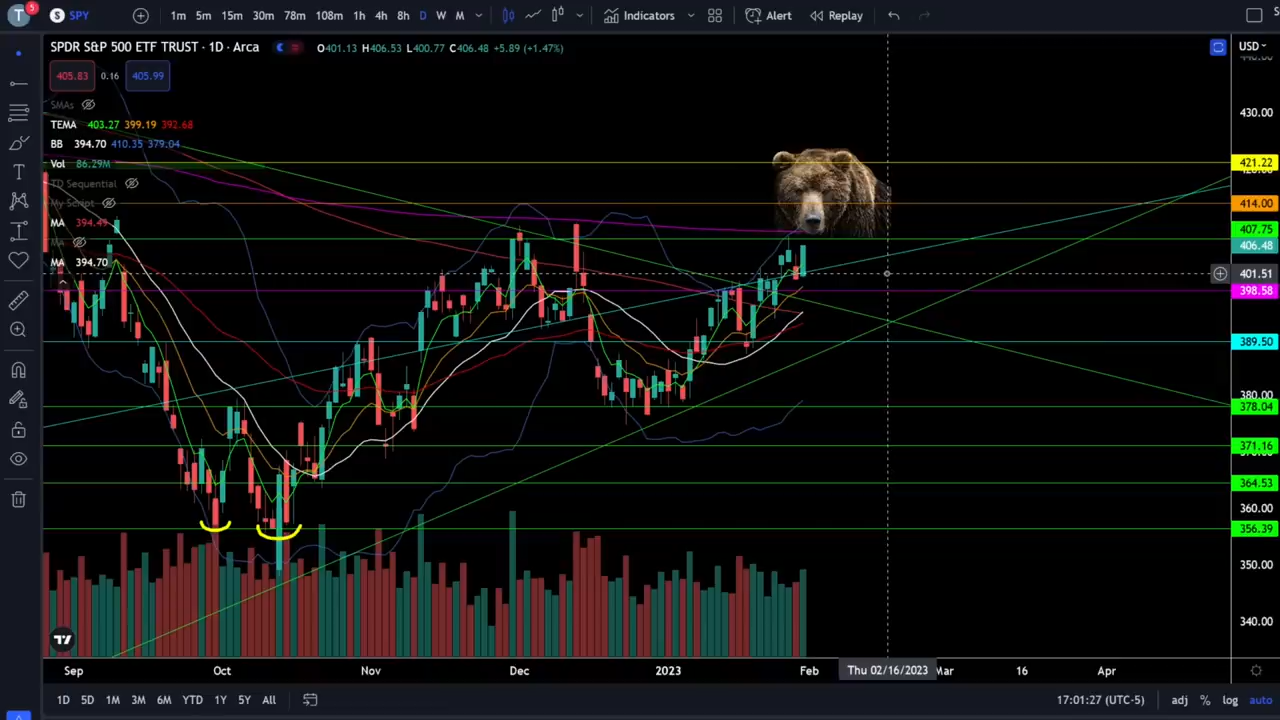 T 5 S SPY 1m 5m 15m 30m 78m 108m 1h 4h 8h D W M Indicators Alert Replay S
SPDR S&P 500 ETF TRUST · 1D · Arca O401.13 H406.53 L400.77 C406.48 +5.89 (+1.47%) USD
405.83 0.16 405.99
SMAs
TEMA 403.27 399.19 392.68
BB 394.70 410.35 379.04
Vol 86.29M
TD Sequential
My Script
MA 394.49
MA
MA 394.70
440.00
430.00
421.22
414.00
407.75
406.48
401.51
398.58
389.50
380.00
378.04
371.16
364.53
360.00
356.39
350.00
340.00
Sep Oct Nov Dec 2023 Feb Thu 02/16/2023 Mar 16 Apr
1D 5D 1M 3M 6M YTD 1Y 5Y All 17:01:27 (UTC-5) adj % log auto